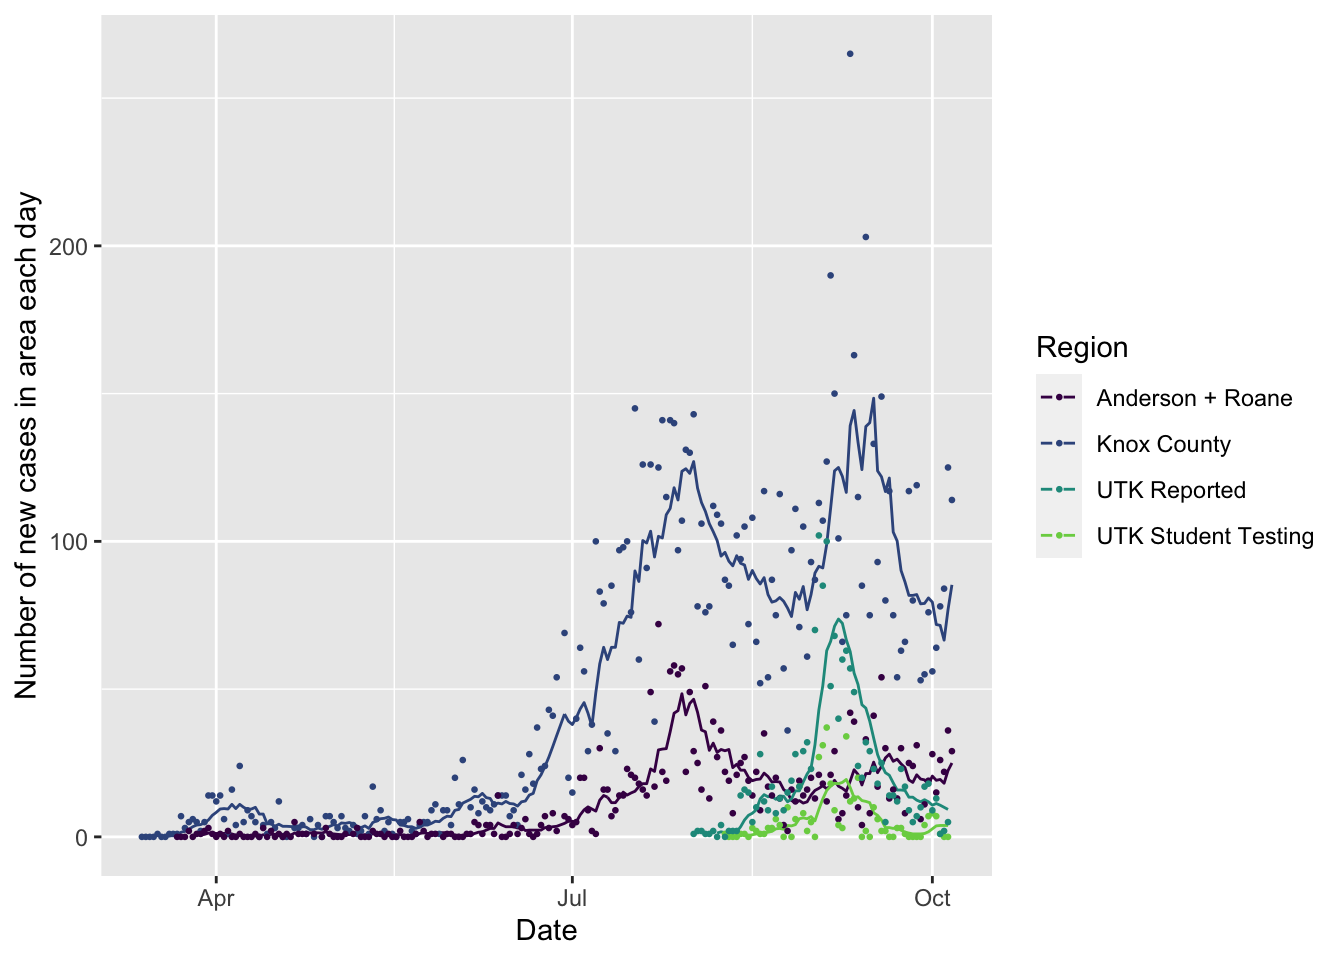 Number of new cases in area each day
200
100
0
Apr
Jul
Oct
Date
Region
Anderson + Roane
Knox County
UTK Reported
UTK Student Testing